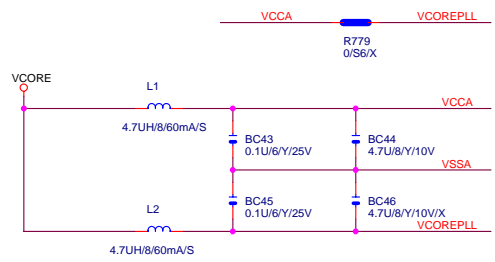 VCCA
VCOREPLL
R779
0/S6/X
VCORE
L1
VCCA
4.7UH/8/60mA/S
BC43
0.1U/6/Y/25V
BC44
4.7U/8/Y/10V
VSSA
L2
BC45
0.1U/6/Y/25V
BC46
4.7U/8/Y/10V/X
VCOREPLL
4.7UH/8/60mA/S